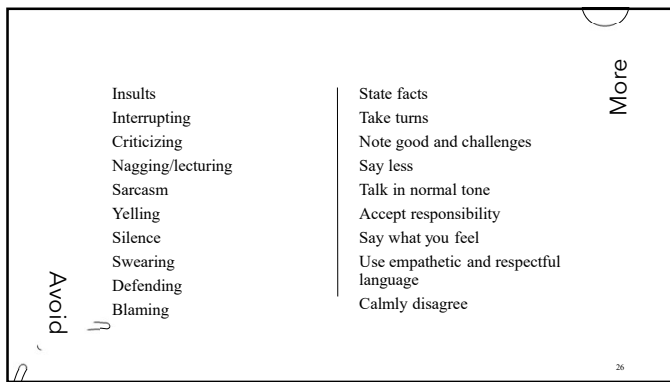 Avoid
Insults
Interrupting
Criticizing
Nagging/lecturing
Sarcasm
Yelling
Silence
Swearing
Defending
Blaming
More
State facts
Take turns
Note good and challenges
Say less
Talk in normal tone
Accept responsibility
Say what you feel
Use empathetic and respectful
language
Calmly disagree
26